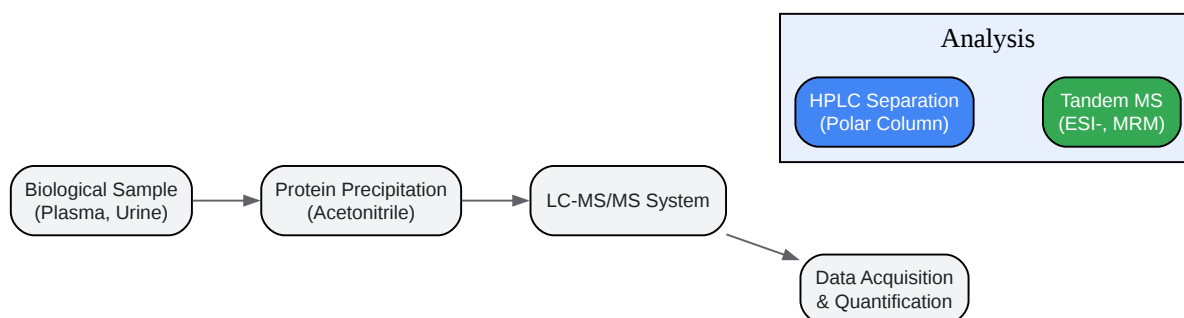 Analysis
HPLC Separation
(Polar Column)
Tandem MS
(ESI-, MRM)
Biological Sample
(Plasma, Urine)
Protein Precipitation
(Acetonitrile)
LC-MS/MS System
Data Acquisition
& Quantification